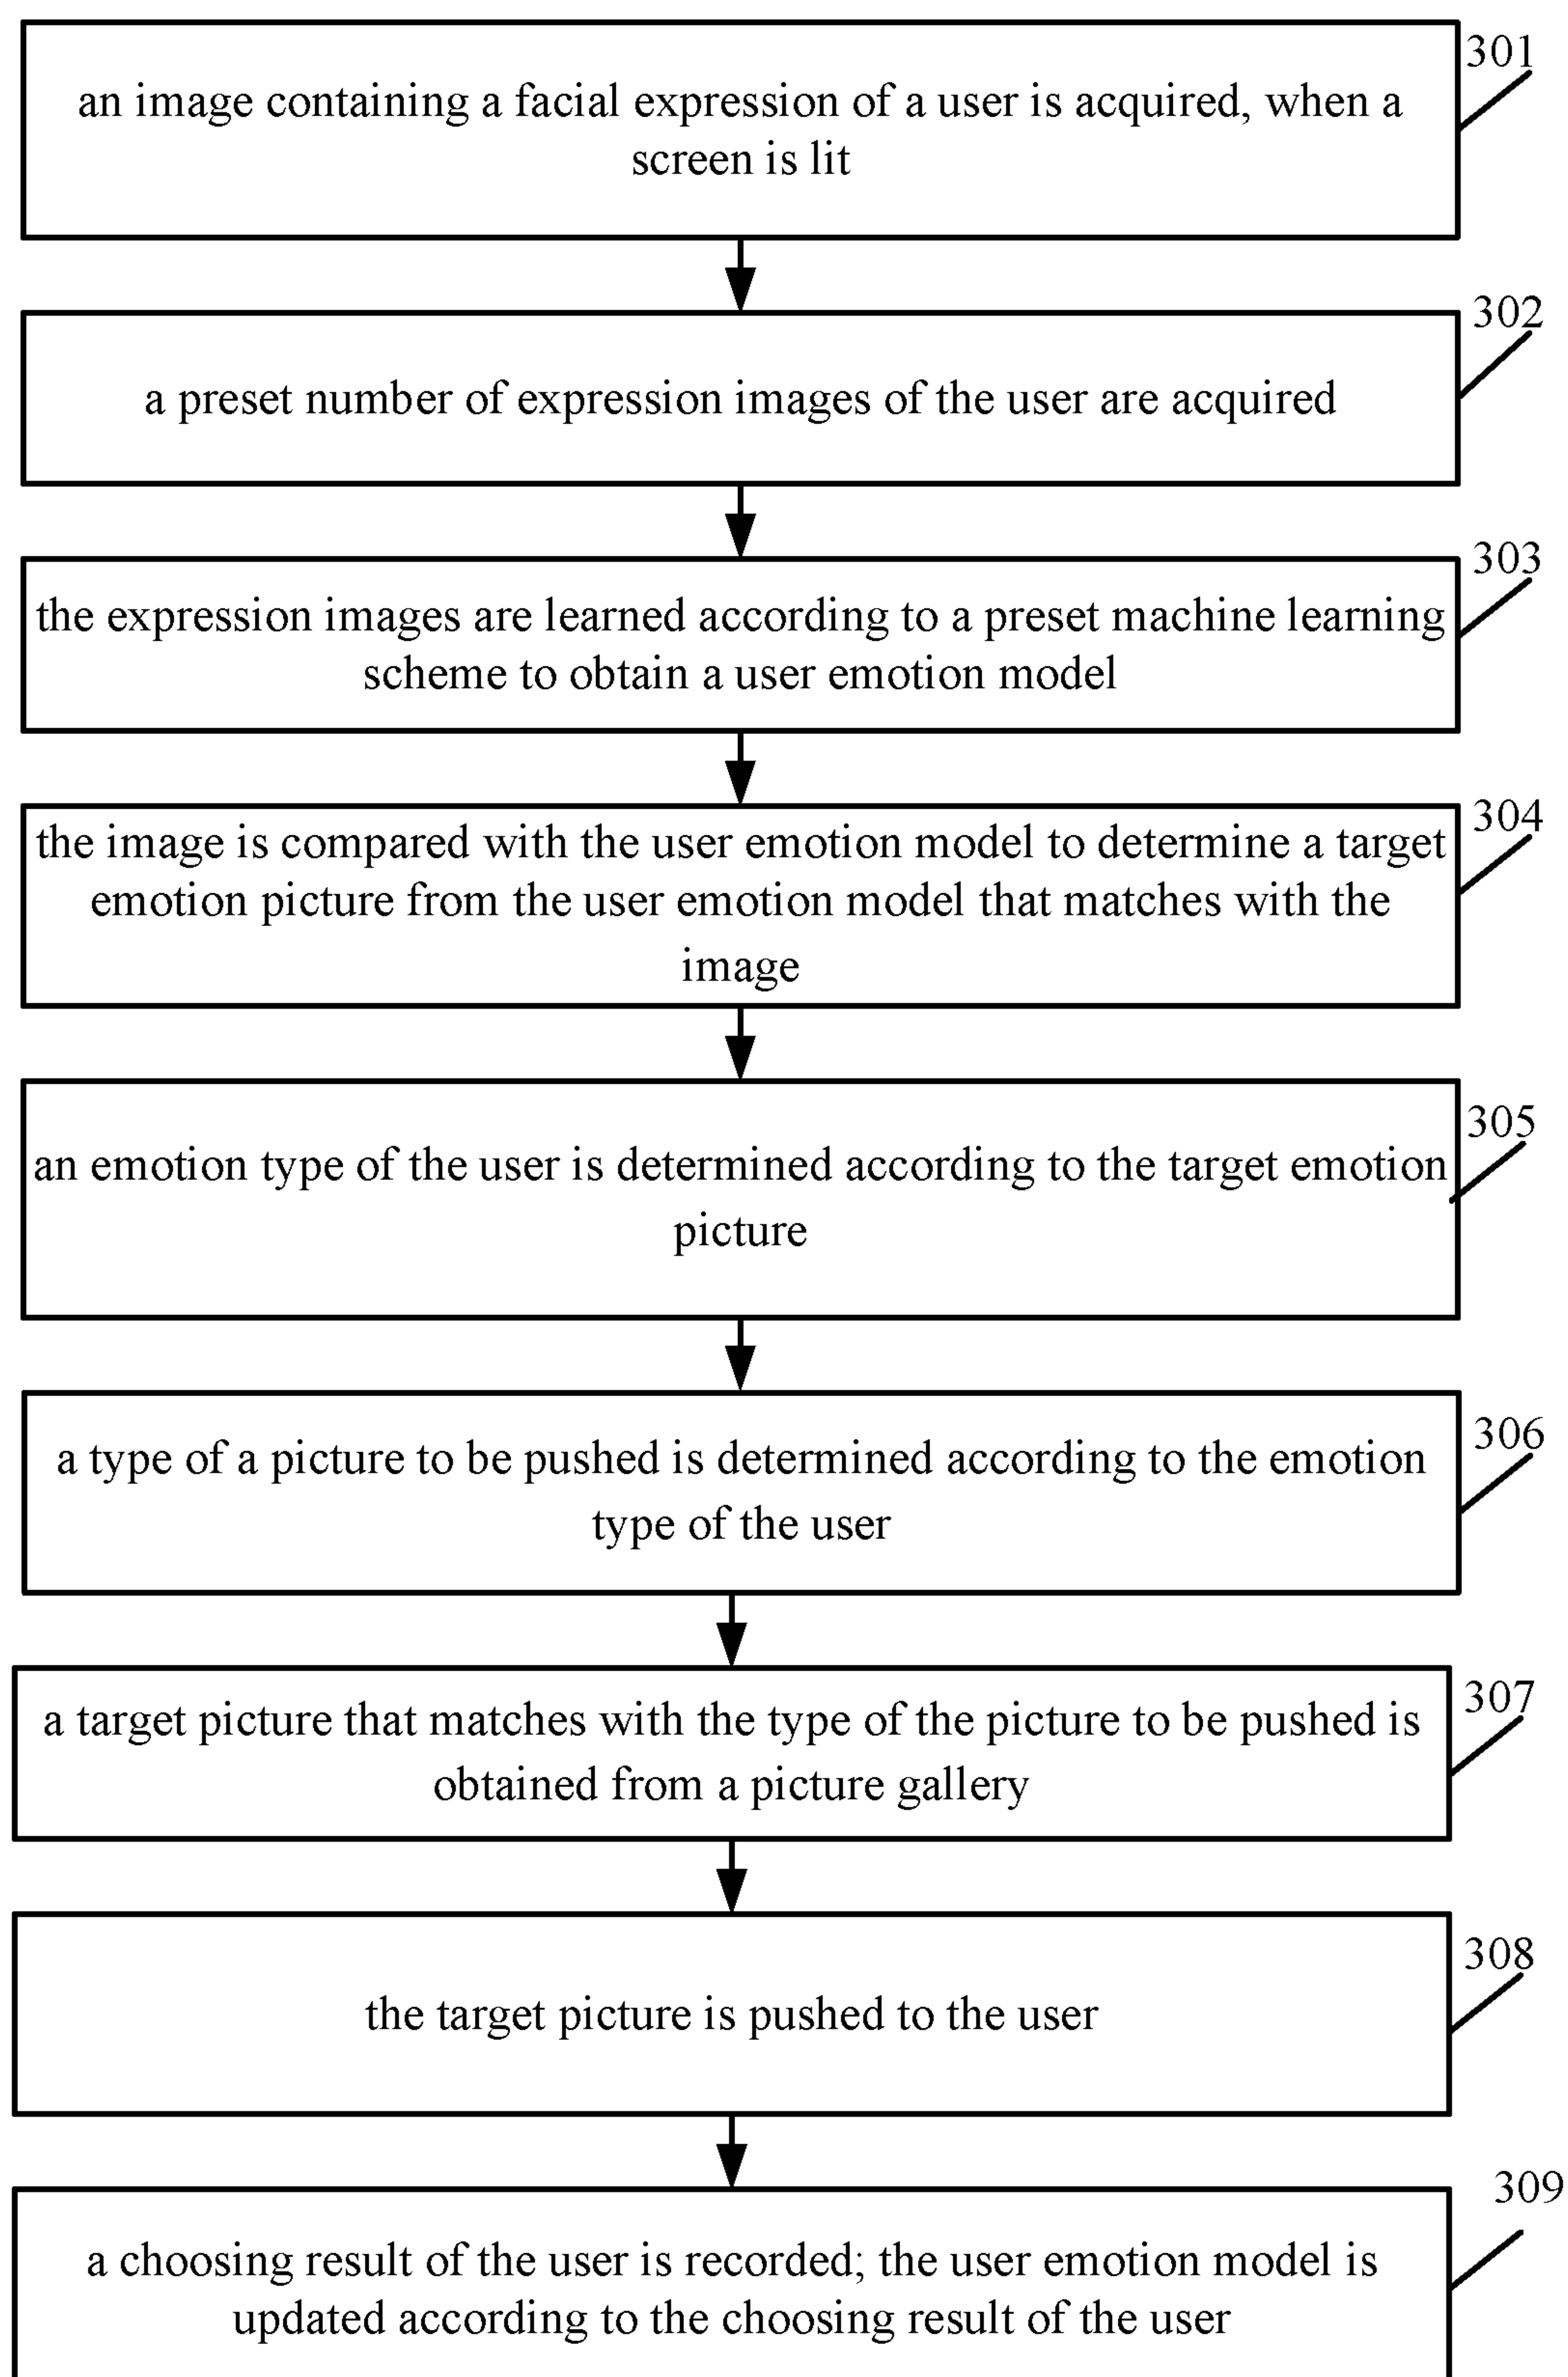 301
an image containing a facial expression of a user is acquired, when a
screen is lit
302
a preset number of expression images of the user are acquired
303
the expression images are learned according to a preset machine learning
scheme to obtain a user emotion model
304
the image is compared with the user emotion model to determine a target
emotion picture from the user emotion model that matches with the
image
305
an emotion type of the user is determined according to the target emotion
picture
306
a type of a picture to be pushed is determined according to the emotion
type of the user
307
a target picture that matches with the type of the picture to be pushed is
obtained from a picture gallery
308
the target picture is pushed to the user
309
a choosing result of the user is recorded; the user emotion model is
updated according to the choosing result of the user